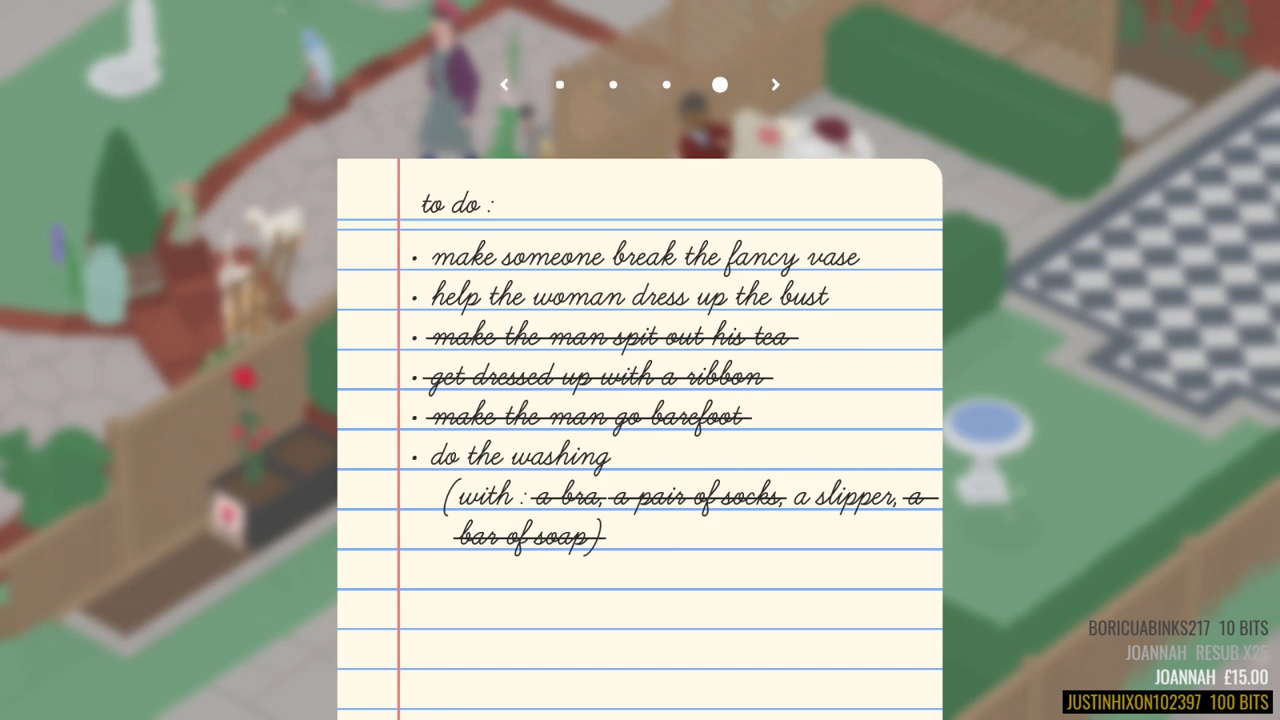 to do :
• make someone break the fancy vase
• help the woman dress up the bust
• make the man spit out his tea
• get dressed up with a ribbon
• make the man go barefoot
• do the washing
(with : a bra, a pair of socks, a slipper, a
bar of soap)
BORICUABINKS217 10 BITS
JOANNAH RESUB X25
JOANNAH £15.00
JUSTINHIXON102397 100 BITS